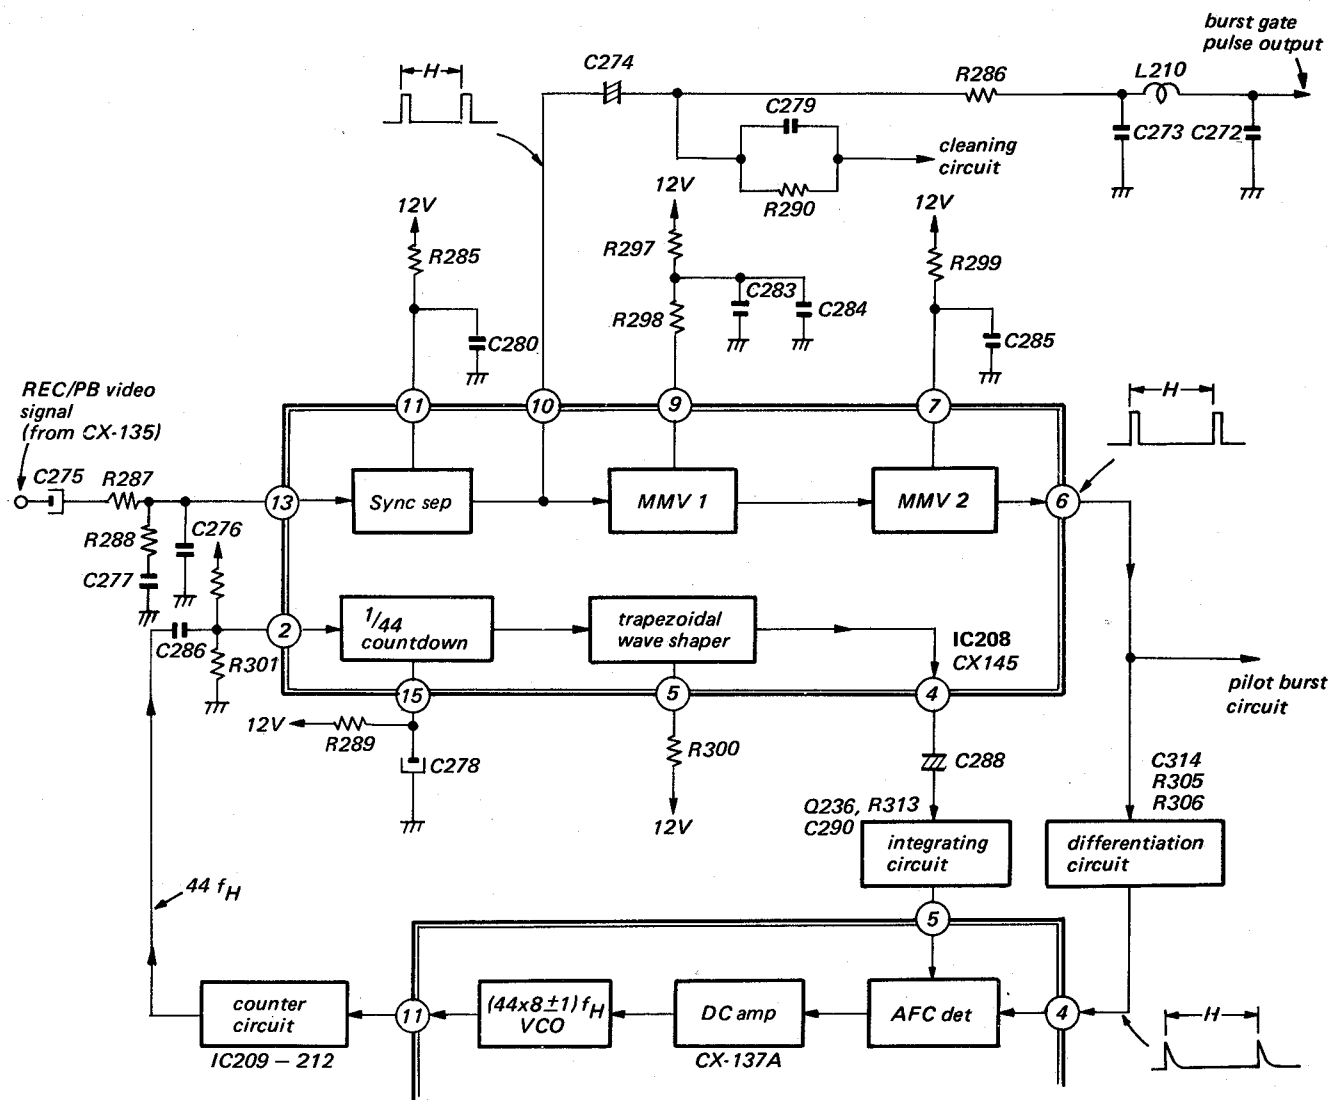 burst gate
pulse output
C274
H
R286
L210
C279
C273
C272
cleaning
circuit
12V
R290
12V
12V
R285
R297
R299
C283
C284
R298
C280
C285
REC/PB video
signal
(from CX-135)
11
10
9
7
H
C275
R287
13
Sync sep
MMV 1
MMV 2
6
C276
R288
C277
1/44
countdown
trapezoidal
wave shaper
2
IC208
CX145
C286
R301
15
5
4
pilot burst
circuit
12V
R289
R300
C278
C288
C314
R305
R306
12V
Q236, R313
C290
integrating
circuit
differentiation
circuit
44 fH
5
counter
circuit
11
(44x8±1) fH
VCO
DC amp
AFC det
4
H
IC209 – 212
CX-137A